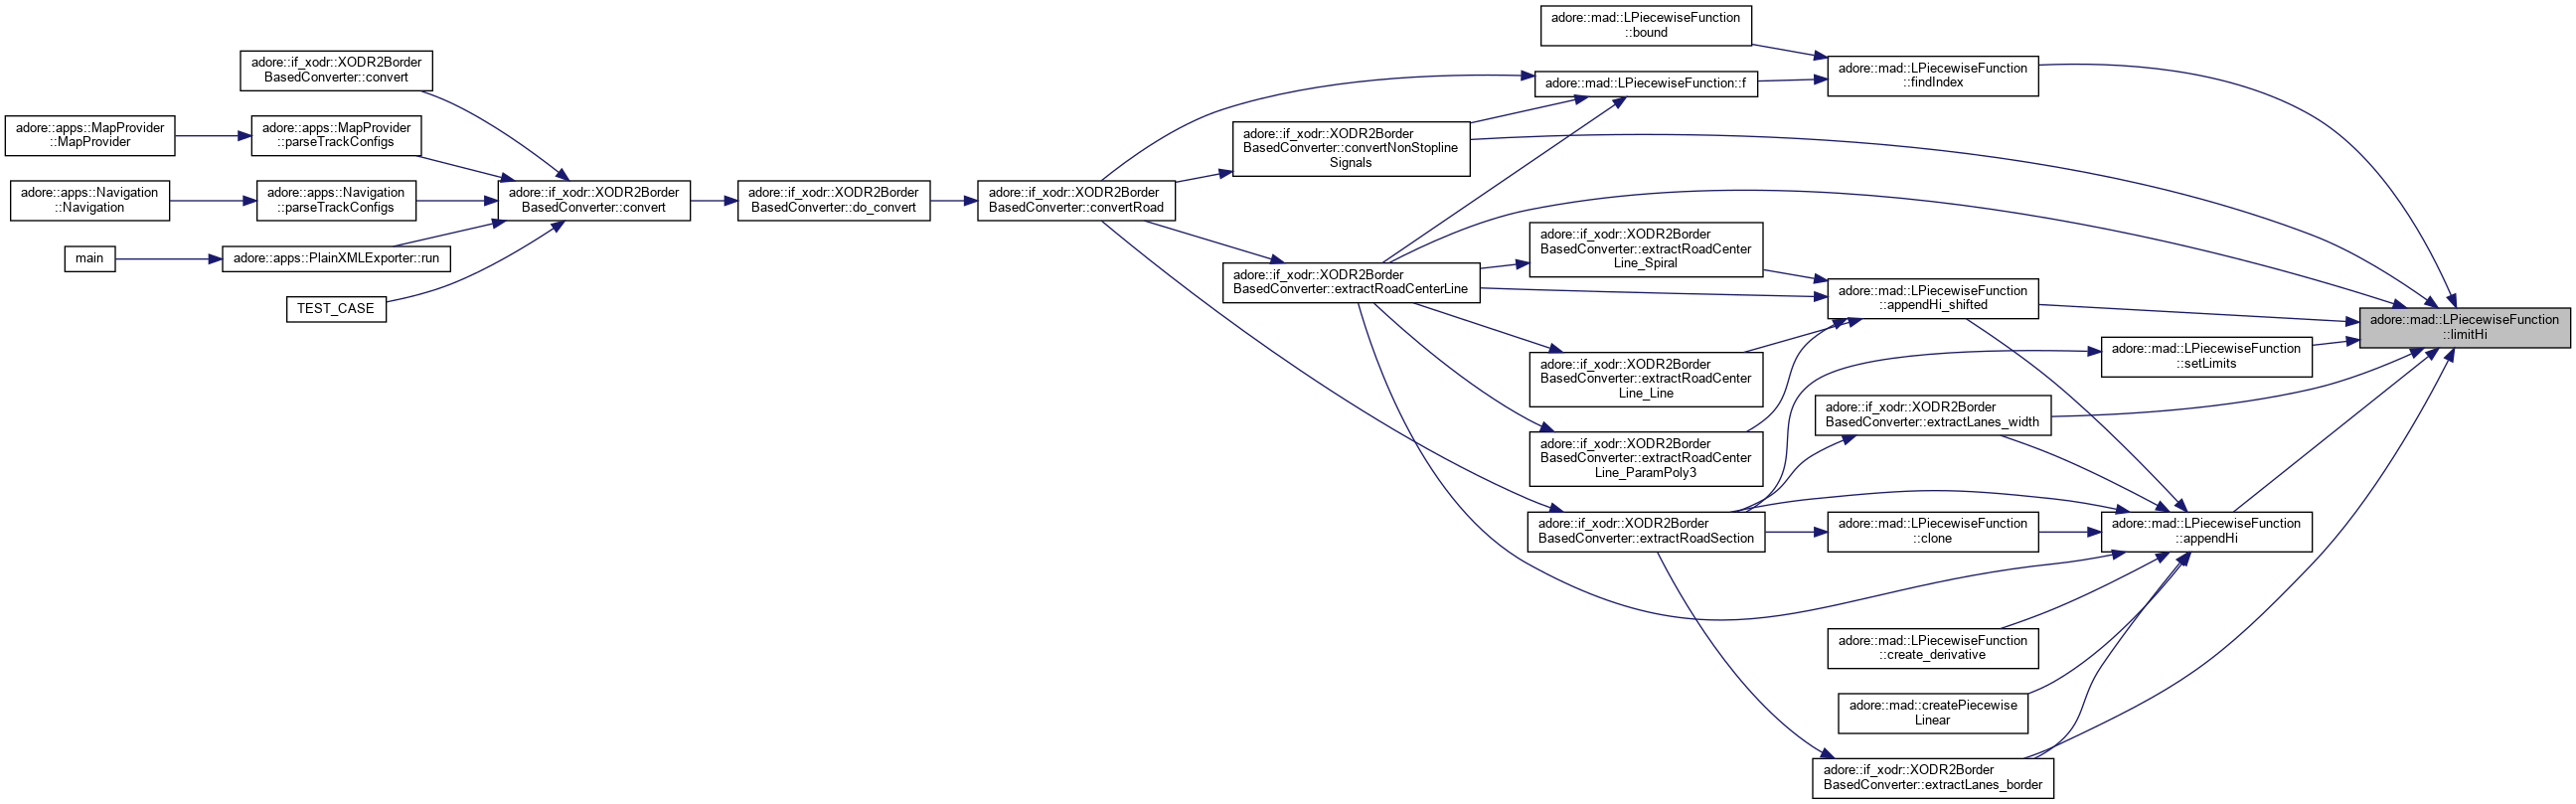 adore::mad::LPiecewiseFunction
::bound
adore::if_xodr::XODR2Border
BasedConverter::convert
adore::mad::LPiecewiseFunction
::findIndex
adore::mad::LPiecewiseFunction::f
adore::apps::MapProvider
::MapProvider
adore::apps::MapProvider
::parseTrackConfigs
adore::if_xodr::XODR2Border
BasedConverter::convertNonStopline
Signals
adore::apps::Navigation
::Navigation
adore::apps::Navigation
::parseTrackConfigs
adore::if_xodr::XODR2Border
BasedConverter::convert
adore::if_xodr::XODR2Border
BasedConverter::do_convert
adore::if_xodr::XODR2Border
BasedConverter::convertRoad
adore::if_xodr::XODR2Border
BasedConverter::extractRoadCenter
Line_Spiral
main
adore::apps::PlainXMLExporter::run
adore::if_xodr::XODR2Border
BasedConverter::extractRoadCenterLine
adore::mad::LPiecewiseFunction
::appendHi_shifted
TEST_CASE
adore::mad::LPiecewiseFunction
::limitHi
adore::mad::LPiecewiseFunction
::setLimits
adore::if_xodr::XODR2Border
BasedConverter::extractRoadCenter
Line_Line
adore::if_xodr::XODR2Border
BasedConverter::extractLanes_width
adore::if_xodr::XODR2Border
BasedConverter::extractRoadCenter
Line_ParamPoly3
adore::if_xodr::XODR2Border
BasedConverter::extractRoadSection
adore::mad::LPiecewiseFunction
::clone
adore::mad::LPiecewiseFunction
::appendHi
adore::mad::LPiecewiseFunction
::create_derivative
adore::mad::createPiecewise
Linear
adore::if_xodr::XODR2Border
BasedConverter::extractLanes_border